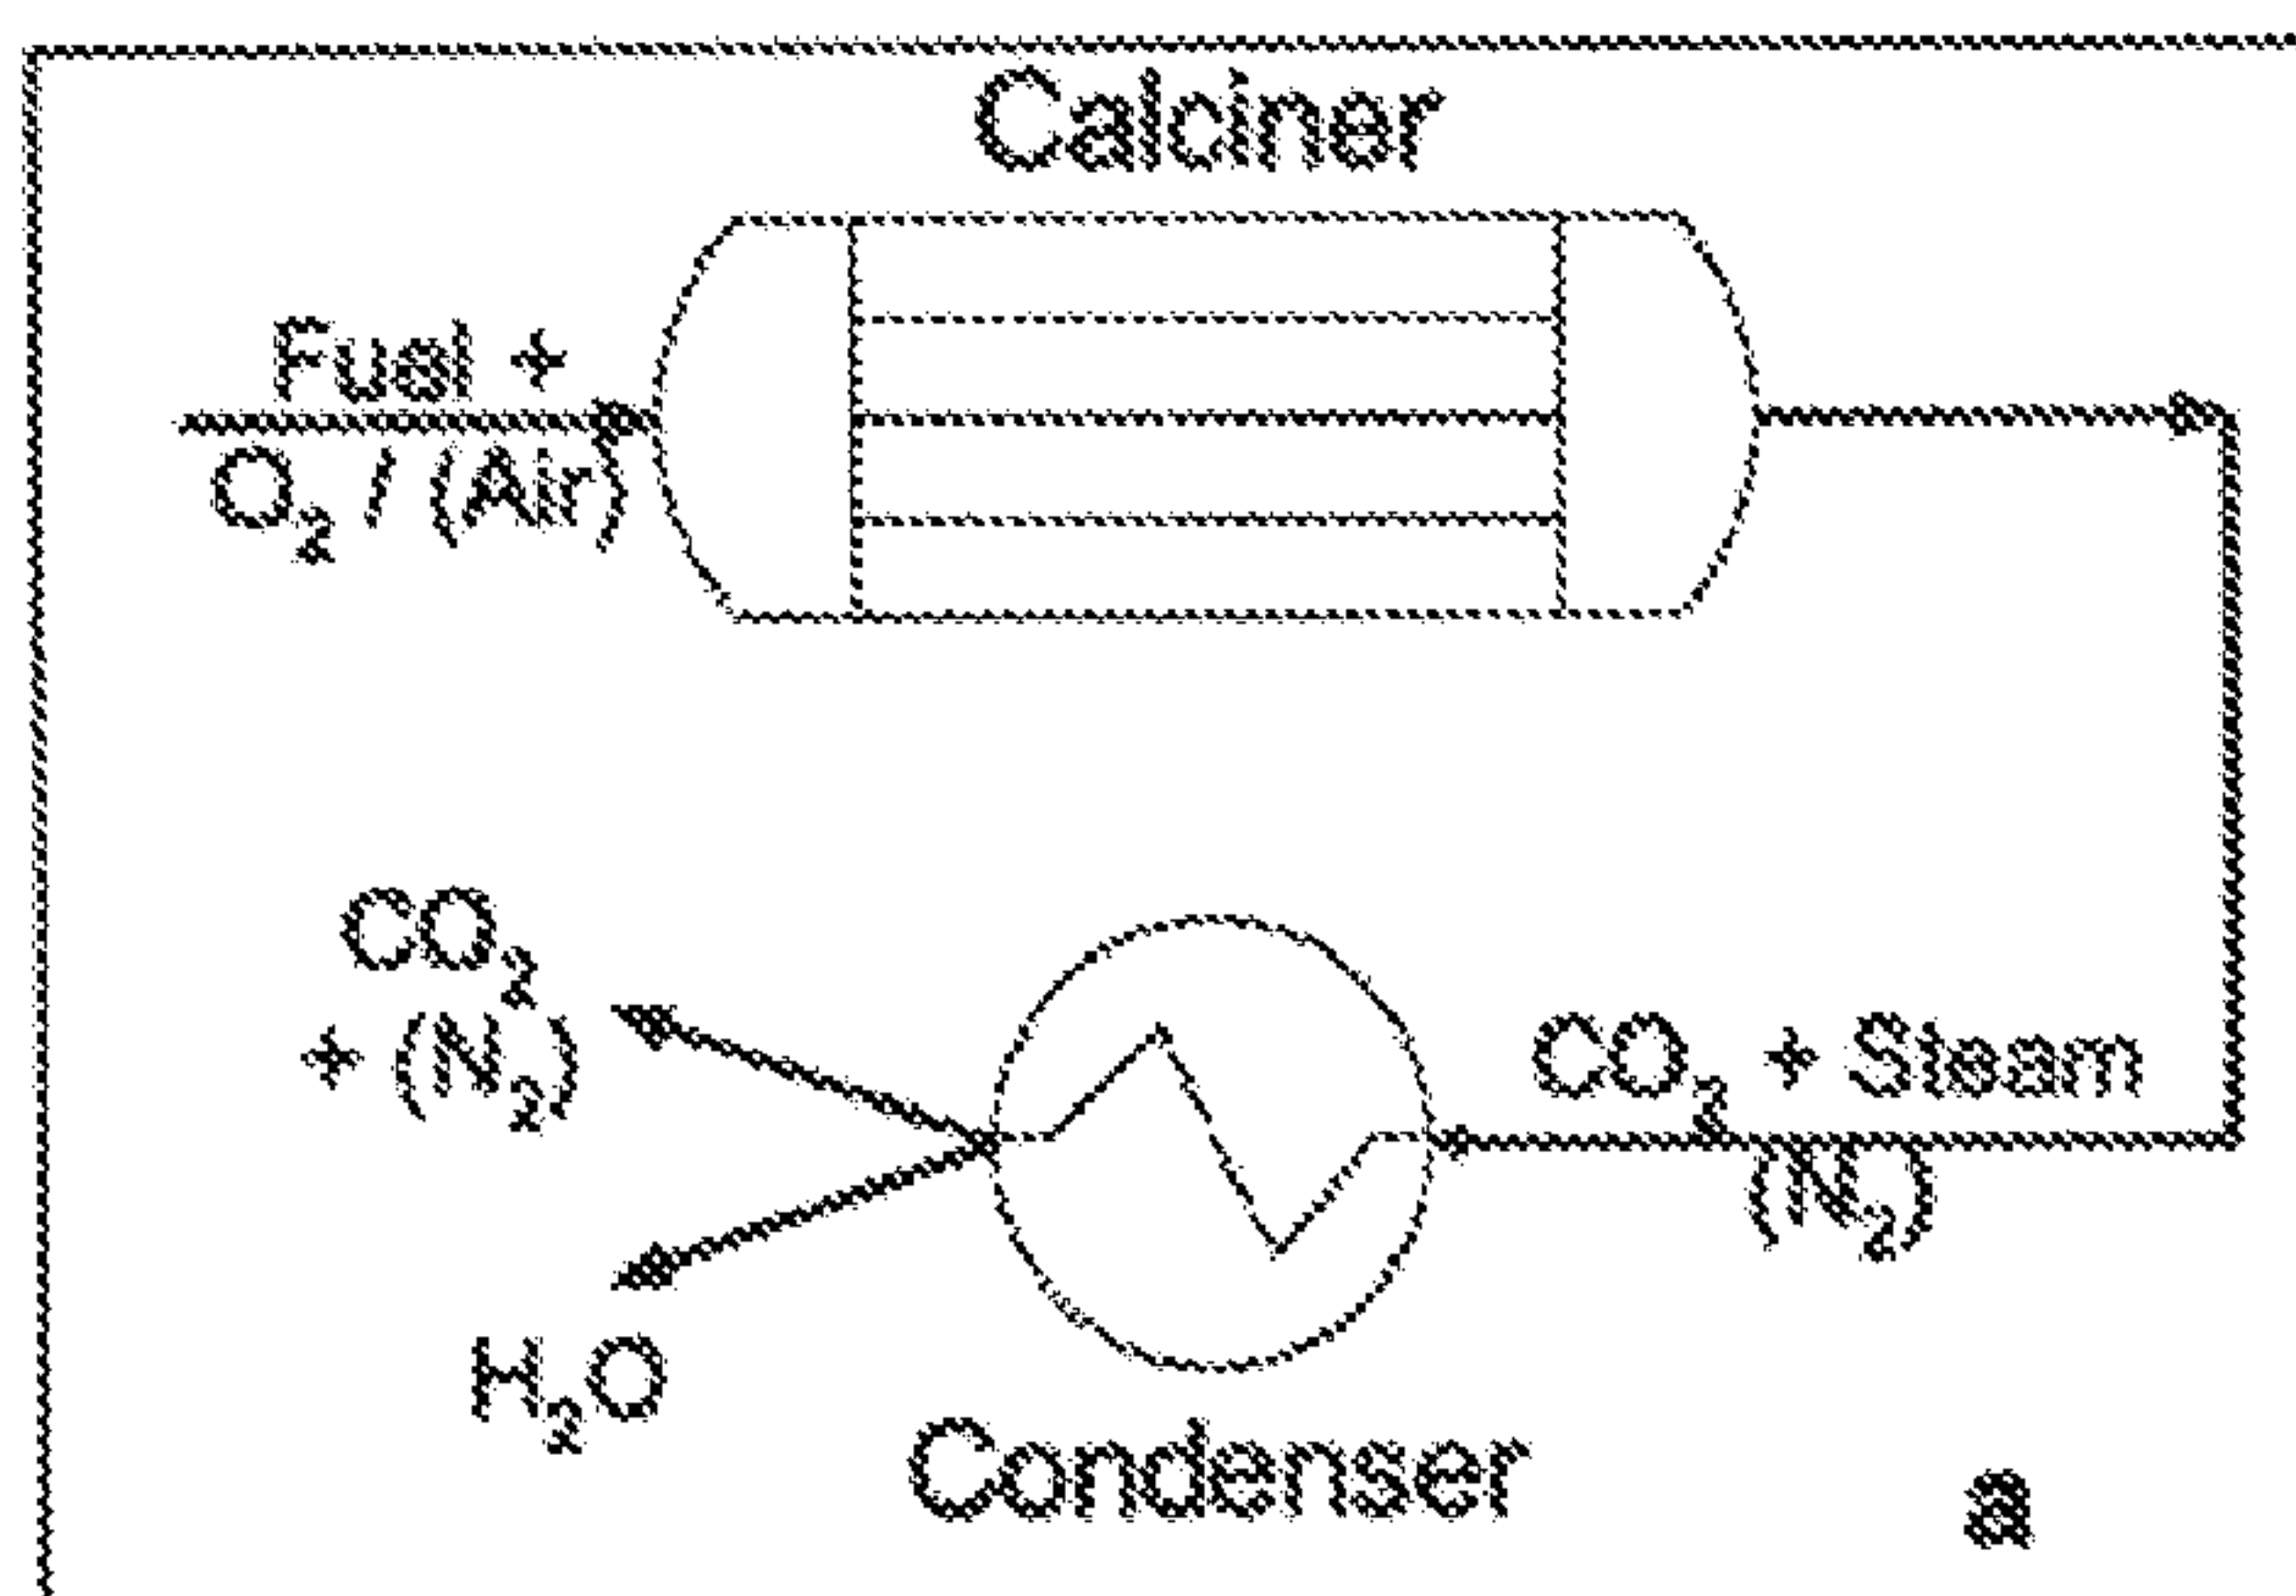 Calciner
Fuel +
O₂ / (Air)
CO₂
+ (N₂)
CO₂ + Steam
(N₂)
H₂O
Condenser
a